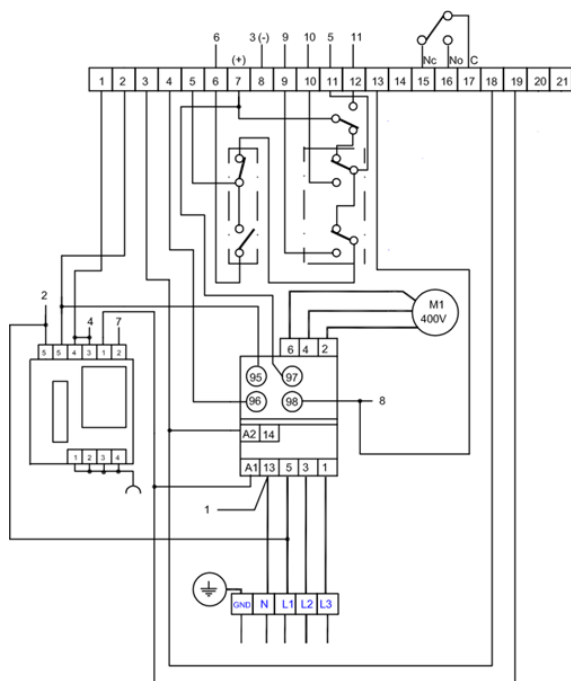 6 3 (-) 9 10 5 11
(+) Nc No C
1 2 3 4 5 6 7 8 9 10 11 12 13 14 15 16 17 18 19 20 21
2 4 7
5 5 4 3 1 2
M1
400V
6 4 2
95 97
96 98 8
A2 14
1 2 3 4
A1 13 5 3 1
1
GND N L1 L2 L3